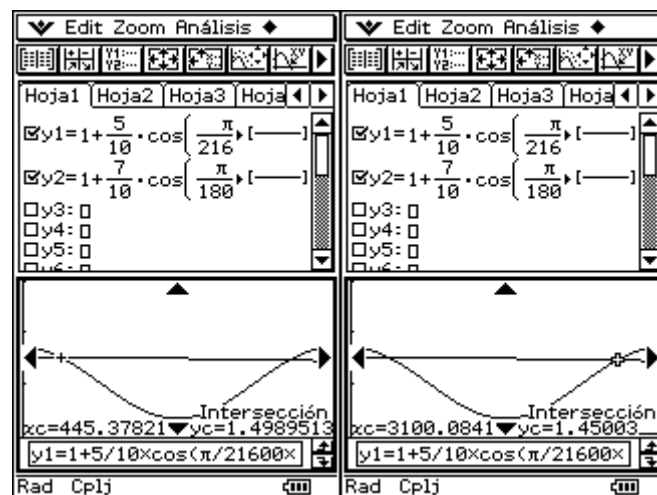 Edit Zoom Análisis ◆
Hoja1 Hoja2 Hoja3 Hoja
y1=1+5/10·cos(π/216
y2=1+7/10·cos(π/180
y3:
y4:
y5:
Intersección
xc=445.37821 yc=1.4989513
y1=1+5/10×cos(π/21600×
Rad Cplj
Edit Zoom Análisis ◆
Hoja1 Hoja2 Hoja3 Hoja
y1=1+5/10·cos(π/216
y2=1+7/10·cos(π/180
y3:
y4:
y5:
Intersección
xc=3100.0841 yc=1.45003
y1=1+5/10×cos(π/21600×
Rad Cplj